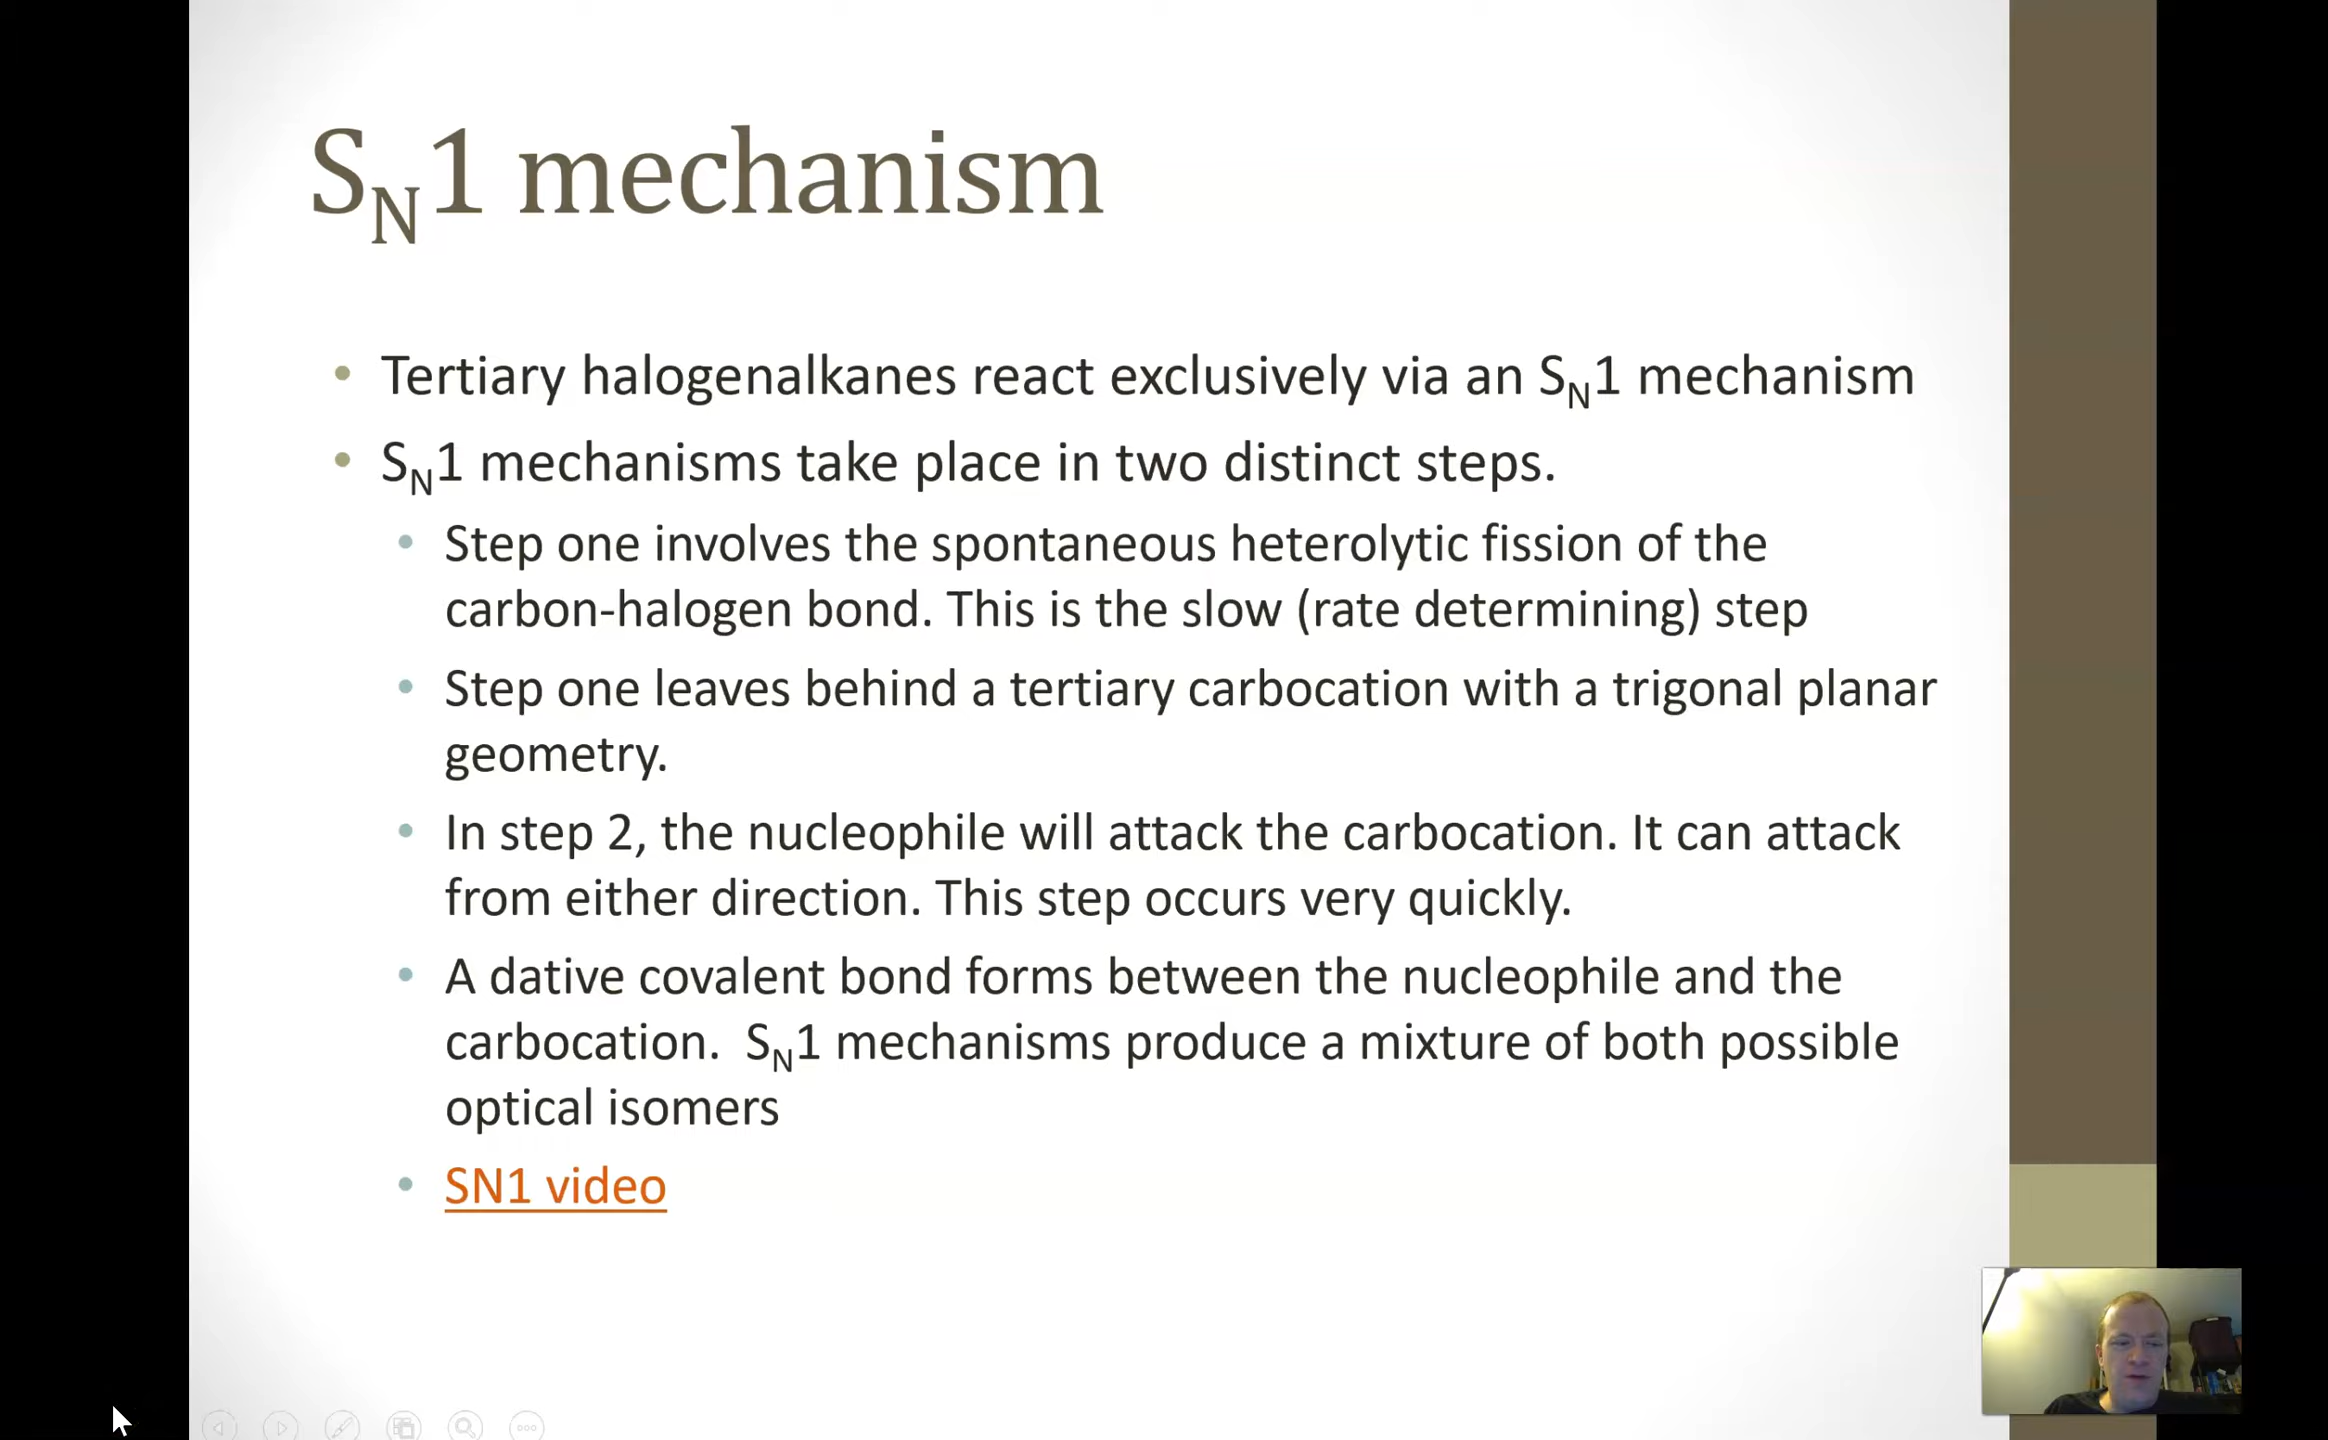 S_N1 mechanism
• Tertiary halogenalkanes react exclusively via an S_N1 mechanism
• S_N1 mechanisms take place in two distinct steps.
• Step one involves the spontaneous heterolytic fission of the
carbon-halogen bond. This is the slow (rate determining) step
• Step one leaves behind a tertiary carbocation with a trigonal planar
geometry.
• In step 2, the nucleophile will attack the carbocation. It can attack
from either direction. This step occurs very quickly.
• A dative covalent bond forms between the nucleophile and the
carbocation.  S_N1 mechanisms produce a mixture of both possible
optical isomers
• SN1 video